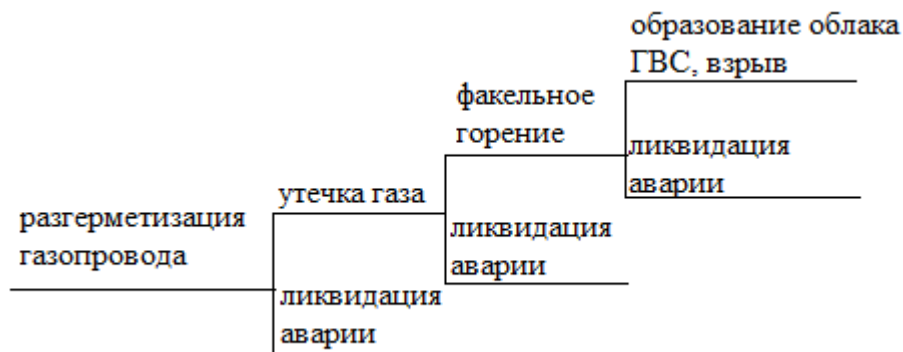 образование облака
ГВС, взрыв
факельное
горение
ликвидация
аварии
утечка газа
разгерметизация
газопровода
ликвидация
аварии
ликвидация
аварии